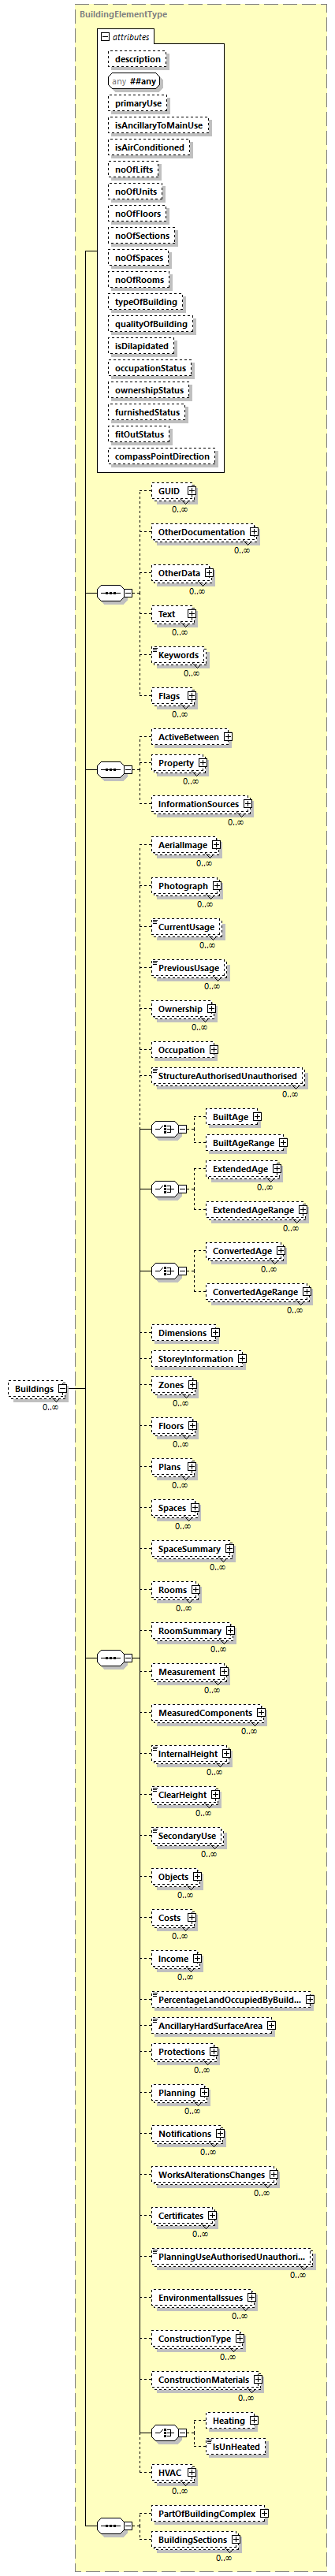 BuildingElementType
attributes
description
any ##any
primaryUse
isAncillaryToMainUse
isAirConditioned
noOfLifts
noOfUnits
noOfFloors
noOfSections
noOfSpaces
noOfRooms
typeOfBuilding
qualityOfBuilding
isDilapidated
occupationStatus
ownershipStatus
furnishedStatus
fitOutStatus
compassPointDirection
GUID
0..∞
OtherDocumentation
0..∞
OtherData
0..∞
Text
0..∞
Keywords
0..∞
Flags
0..∞
ActiveBetween
Property
0..∞
InformationSources
0..∞
AerialImage
0..∞
Photograph
0..∞
CurrentUsage
0..∞
PreviousUsage
0..∞
Ownership
0..∞
Occupation
StructureAuthorisedUnauthorised
0..∞
BuiltAge
BuiltAgeRange
ExtendedAge
0..∞
ExtendedAgeRange
0..∞
ConvertedAge
0..∞
ConvertedAgeRange
0..∞
Dimensions
StoreyInformation
Buildings
0..∞
Zones
0..∞
Floors
0..∞
Plans
0..∞
Spaces
0..∞
SpaceSummary
0..∞
Rooms
0..∞
RoomSummary
0..∞
Measurement
0..∞
MeasuredComponents
0..∞
InternalHeight
0..∞
ClearHeight
0..∞
SecondaryUse
0..∞
Objects
0..∞
Costs
0..∞
Income
0..∞
PercentageLandOccupiedByBuild...
AncillaryHardSurfaceArea
Protections
0..∞
Planning
0..∞
Notifications
0..∞
WorksAlterationsChanges
0..∞
Certificates
0..∞
PlanningUseAuthorisedUnauthori...
0..∞
EnvironmentalIssues
0..∞
ConstructionType
0..∞
ConstructionMaterials
0..∞
Heating
0..∞
IsUnHeated
HVAC
0..∞
PartOfBuildingComplex
BuildingSections
0..∞